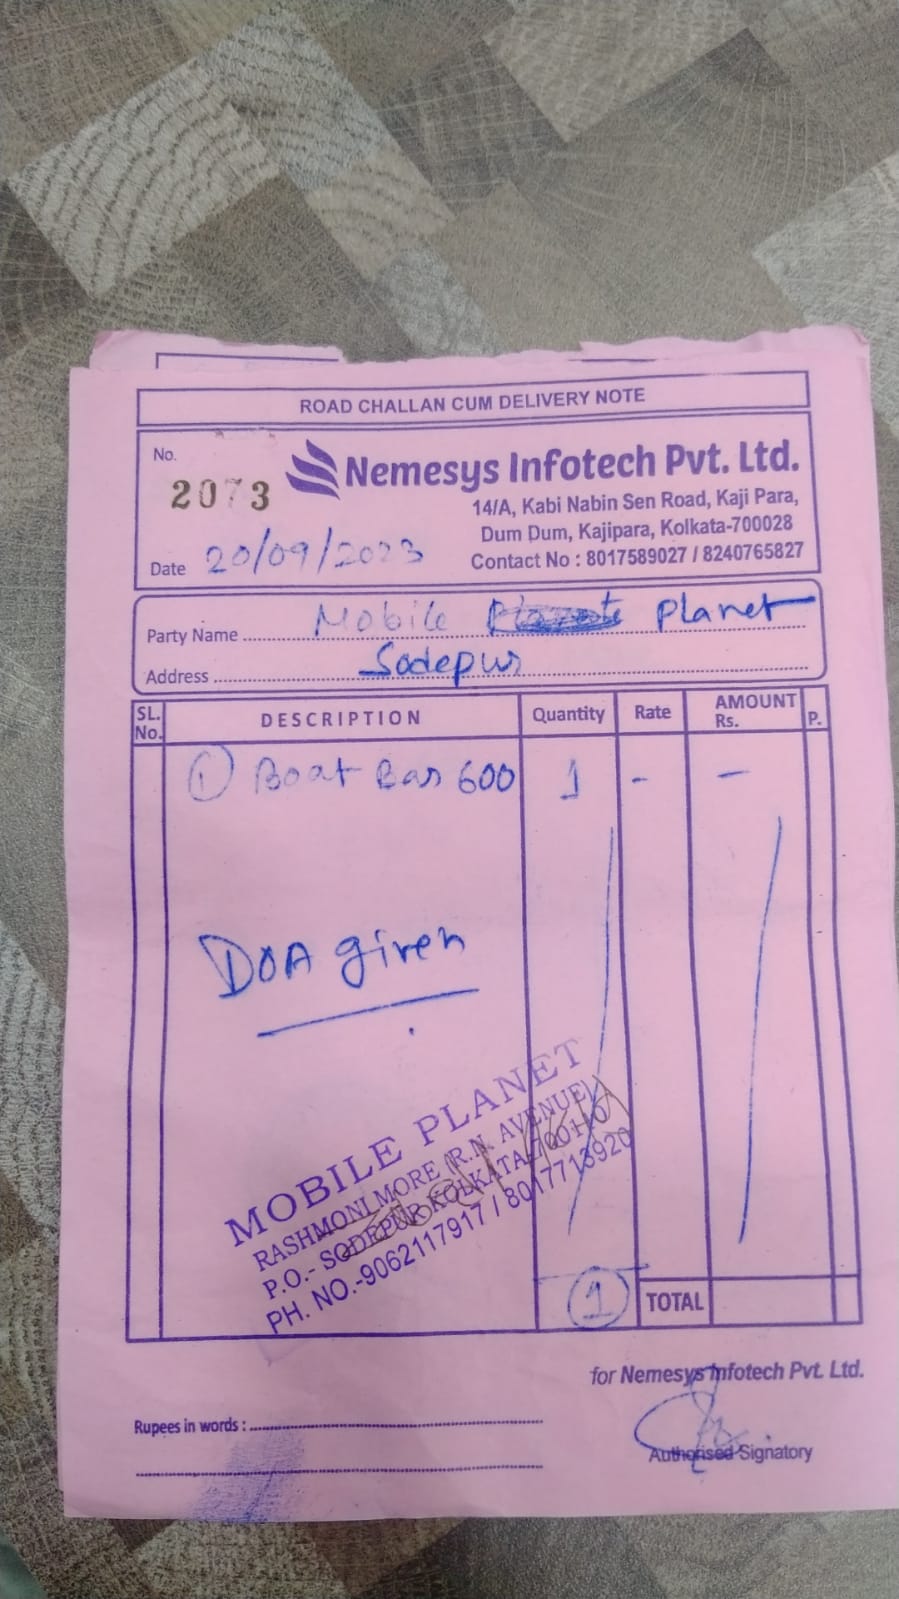 ROAD CHALLAN CUM DELIVERY NOTE
No.
2073
Nemesys Infotech Pvt. Ltd.
14/A, Kabi Nabin Sen Road, Kaji Para,
Dum Dum, Kajipara, Kolkata-700028
Contact No : 8017589027 / 8240765827
Date 20/09/2023
Party Name Mobile Planet
Address Sodepur
SL. No. DESCRIPTION Quantity Rate AMOUNT Rs. P.
① Boat Bar 600 1 - -
DOA given
MOBILE PLANET
RASHMONI MORE (R.N. AVENUE)
P.O.- SODEPUR KOLKATA-700110
PH. NO.-9062117917 / 8017713920
1 TOTAL
for Nemesys Infotech Pvt. Ltd.
Rupees in words :
Authorised Signatory